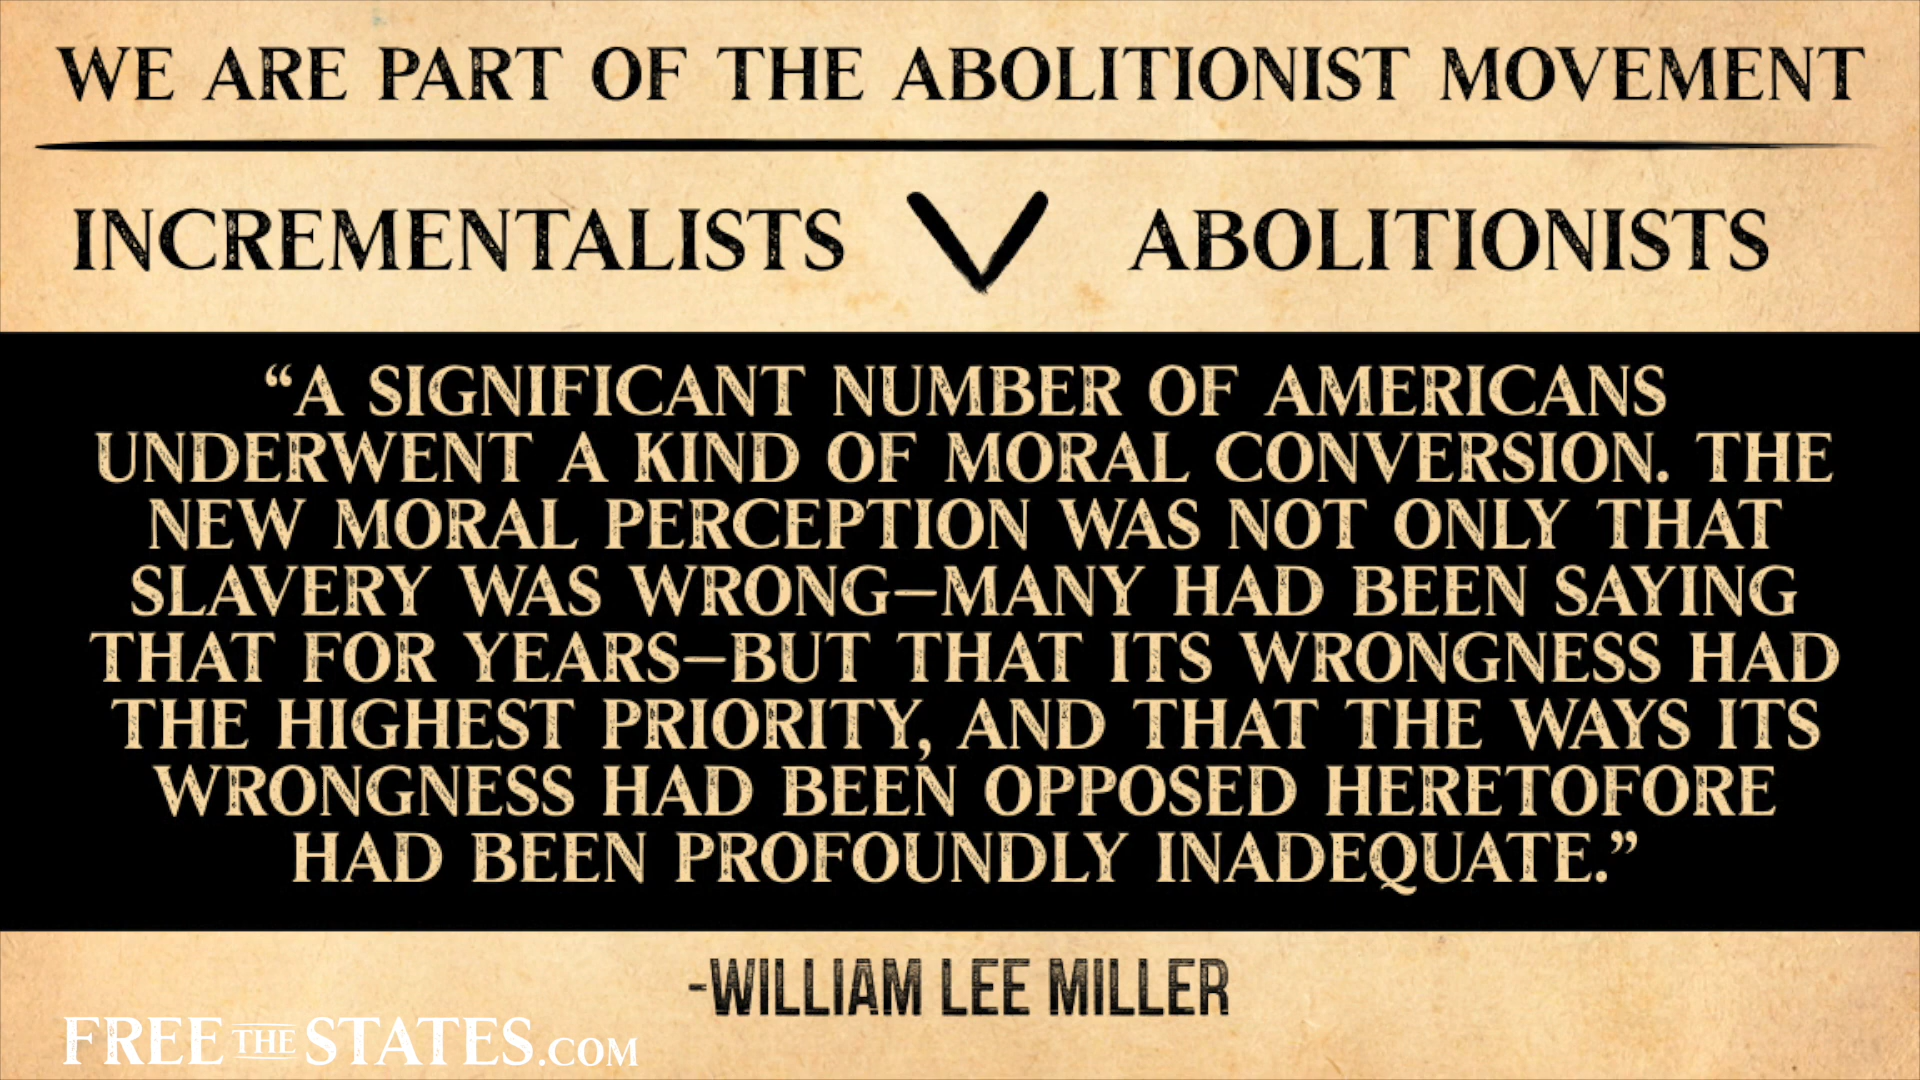 WE ARE PART OF THE ABOLITIONIST MOVEMENT
INCREMENTALISTS V ABOLITIONISTS
“A SIGNIFICANT NUMBER OF AMERICANS
UNDERWENT A KIND OF MORAL CONVERSION. THE
NEW MORAL PERCEPTION WAS NOT ONLY THAT
SLAVERY WAS WRONG—MANY HAD BEEN SAYING
THAT FOR YEARS—BUT THAT ITS WRONGNESS HAD
THE HIGHEST PRIORITY, AND THAT THE WAYS ITS
WRONGNESS HAD BEEN OPPOSED HERETOFORE
HAD BEEN PROFOUNDLY INADEQUATE.”
-WILLIAM LEE MILLER
FREE THE STATES.COM